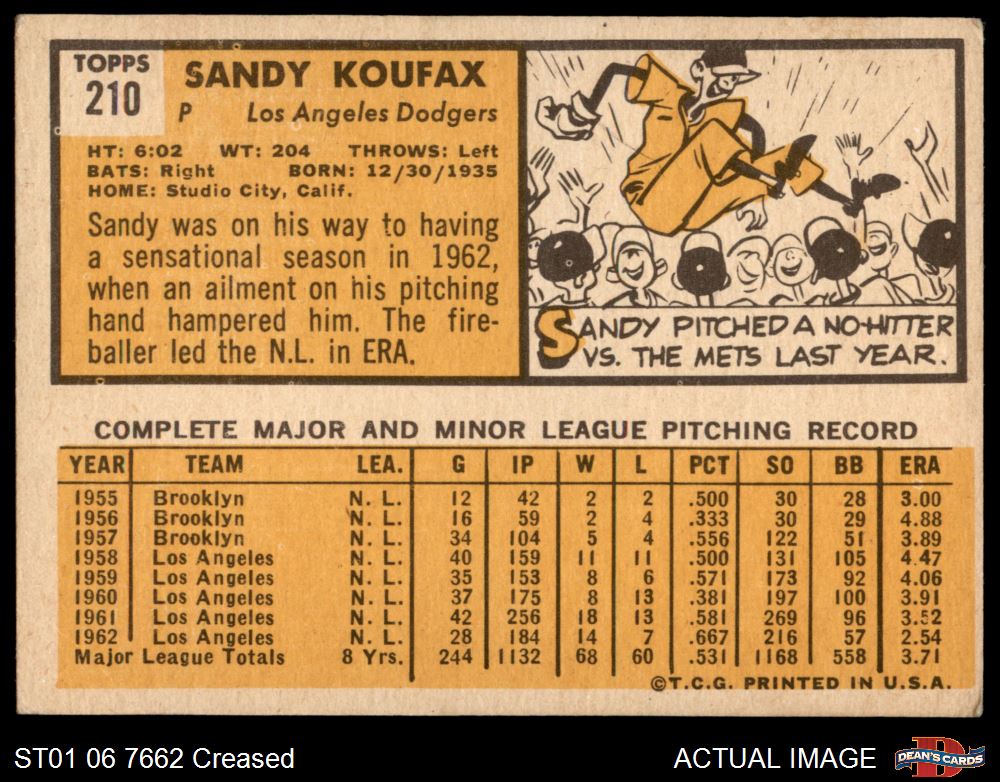 TOPPS
210
SANDY KOUFAX
P Los Angeles Dodgers
HT: 6:02 WT: 204 THROWS: Left
BATS: Right BORN: 12/30/1935
HOME: Studio City, Calif.
Sandy was on his way to having
a sensational season in 1962,
when an ailment on his pitching
hand hampered him. The fire-
baller led the N.L. in ERA.
SANDY PITCHED A NO-HITTER
VS. THE METS LAST YEAR.
COMPLETE MAJOR AND MINOR LEAGUE PITCHING RECORD
YEAR TEAM LEA. G IP W L PCT SO BB ERA
1955 Brooklyn N. L. 12 42 2 2 .500 30 28 3.00
1956 Brooklyn N. L. 16 59 2 4 .333 30 29 4.88
1957 Brooklyn N. L. 34 104 5 4 .556 122 51 3.89
1958 Los Angeles N. L. 40 159 11 11 .500 131 105 4.47
1959 Los Angeles N. L. 35 153 8 6 .571 173 92 4.06
1960 Los Angeles N. L. 37 175 8 13 .381 197 100 3.91
1961 Los Angeles N. L. 42 256 18 13 .581 269 96 3.52
1962 Los Angeles N. L. 28 184 14 7 .667 216 57 2.54
Major League Totals 8 Yrs. 244 1132 68 60 .531 1168 558 3.71
©T.C.G. PRINTED IN U.S.A.
ST01 06 7662 Creased
ACTUAL IMAGE
D
DEAN'S CARDS